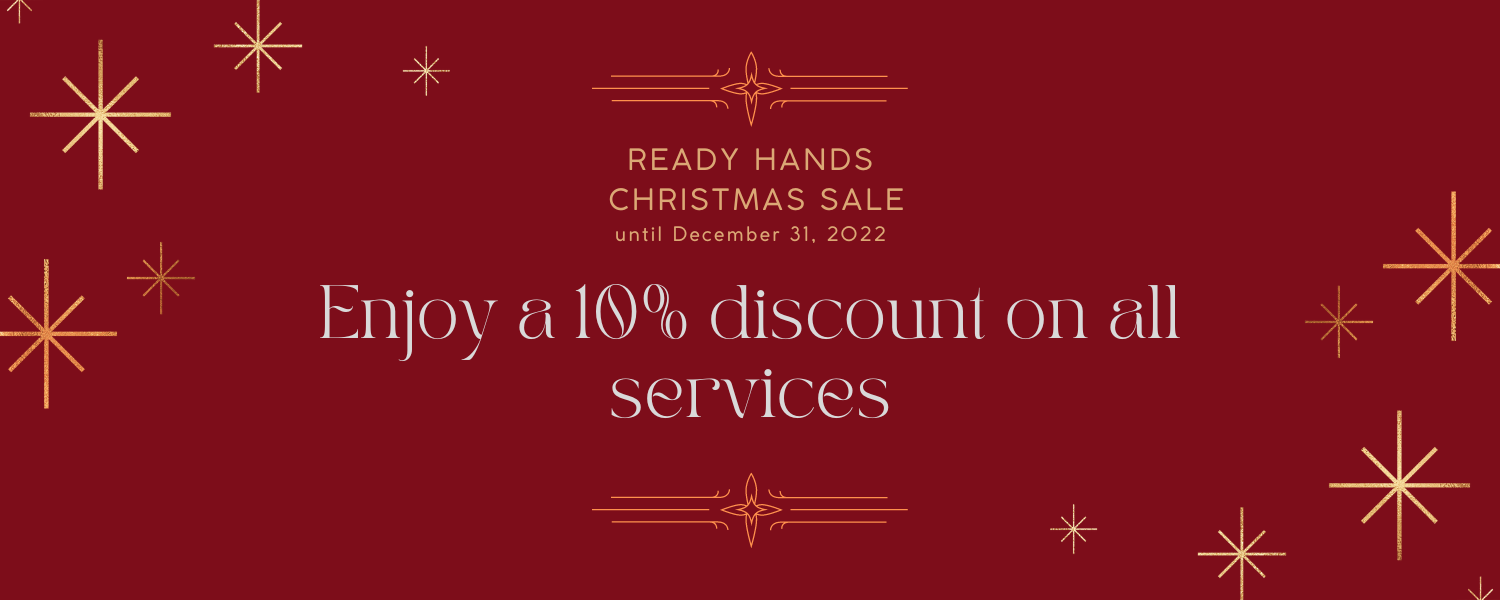 READY HANDS
CHRISTMAS SALE
until December 31, 2022
Enjoy a 10% discount on all
services